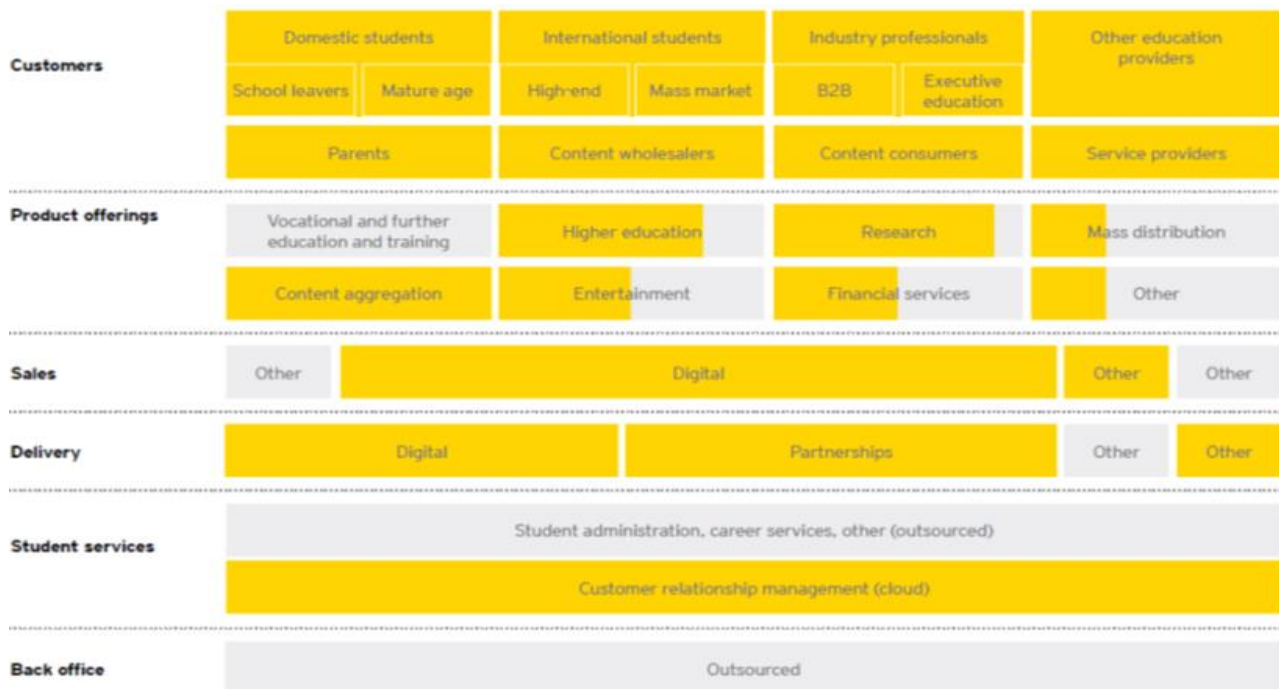 Customers
Domestic students
International students
Industry professionals
Other education
providers
School leavers
Mature age
High-end
Mass market
B2B
Executive
education
Parents
Content wholesalers
Content consumers
Service providers
Product offerings
Vocational and further
education and training
Higher education
Research
Mass distribution
Content aggregation
Entertainment
Financial services
Other
Sales
Other
Digital
Other
Other
Delivery
Digital
Partnerships
Other
Other
Student services
Student administration, career services, other (outsourced)
Customer relationship management (cloud)
Back office
Outsourced